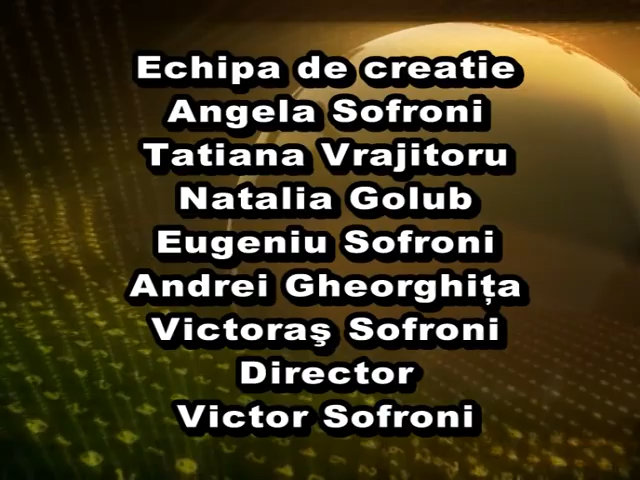 Echipa de creatie
Angela Sofroni
Tatiana Vrajitoru
Natalia Golub
Eugeniu Sofroni
Andrei Gheorghița
Victoraş Sofroni
Director
Victor Sofroni